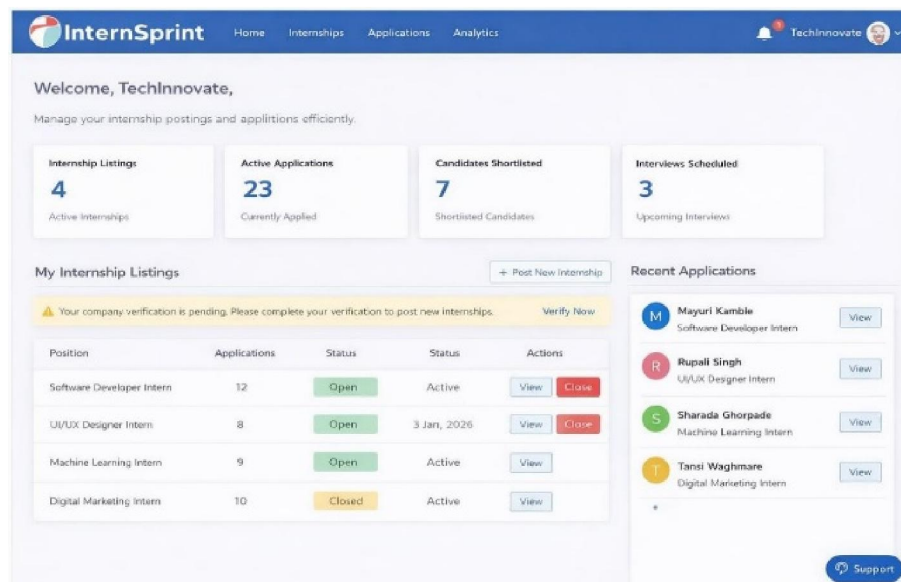 InternSprint Home Internships Applications Analytics 3 TechInnovate
Welcome, TechInnovate,
Manage your internship postings and applirtions efficiently.
Internship Listings
4
Active Internships
Active Applications
23
Currently Applied
Candidates Shortlisted
7
Shortlisted Candidates
Interviews Scheduled
3
Upcoming Interviews
My Internship Listings
+ Post New Internship
Your company verification is pending. Please complete your verification to post new internships. Verify Now
Position Applications Status Status Actions
Software Developer Intern 12 Open Active View Close
UI/UX Designer Intern 8 Open 3 Jan, 2026 View Close
Machine Learning Intern 9 Open Active View
Digital Marketing Intern 10 Closed Active View
Recent Applications
M Mayuri Kamble View
Software Developer Intern
R Rupali Singh View
UI/UX Designer Intern
S Sharada Ghorpade View
Machine Learning Intern
T Tansi Waghmare View
Digital Marketing Intern
Support